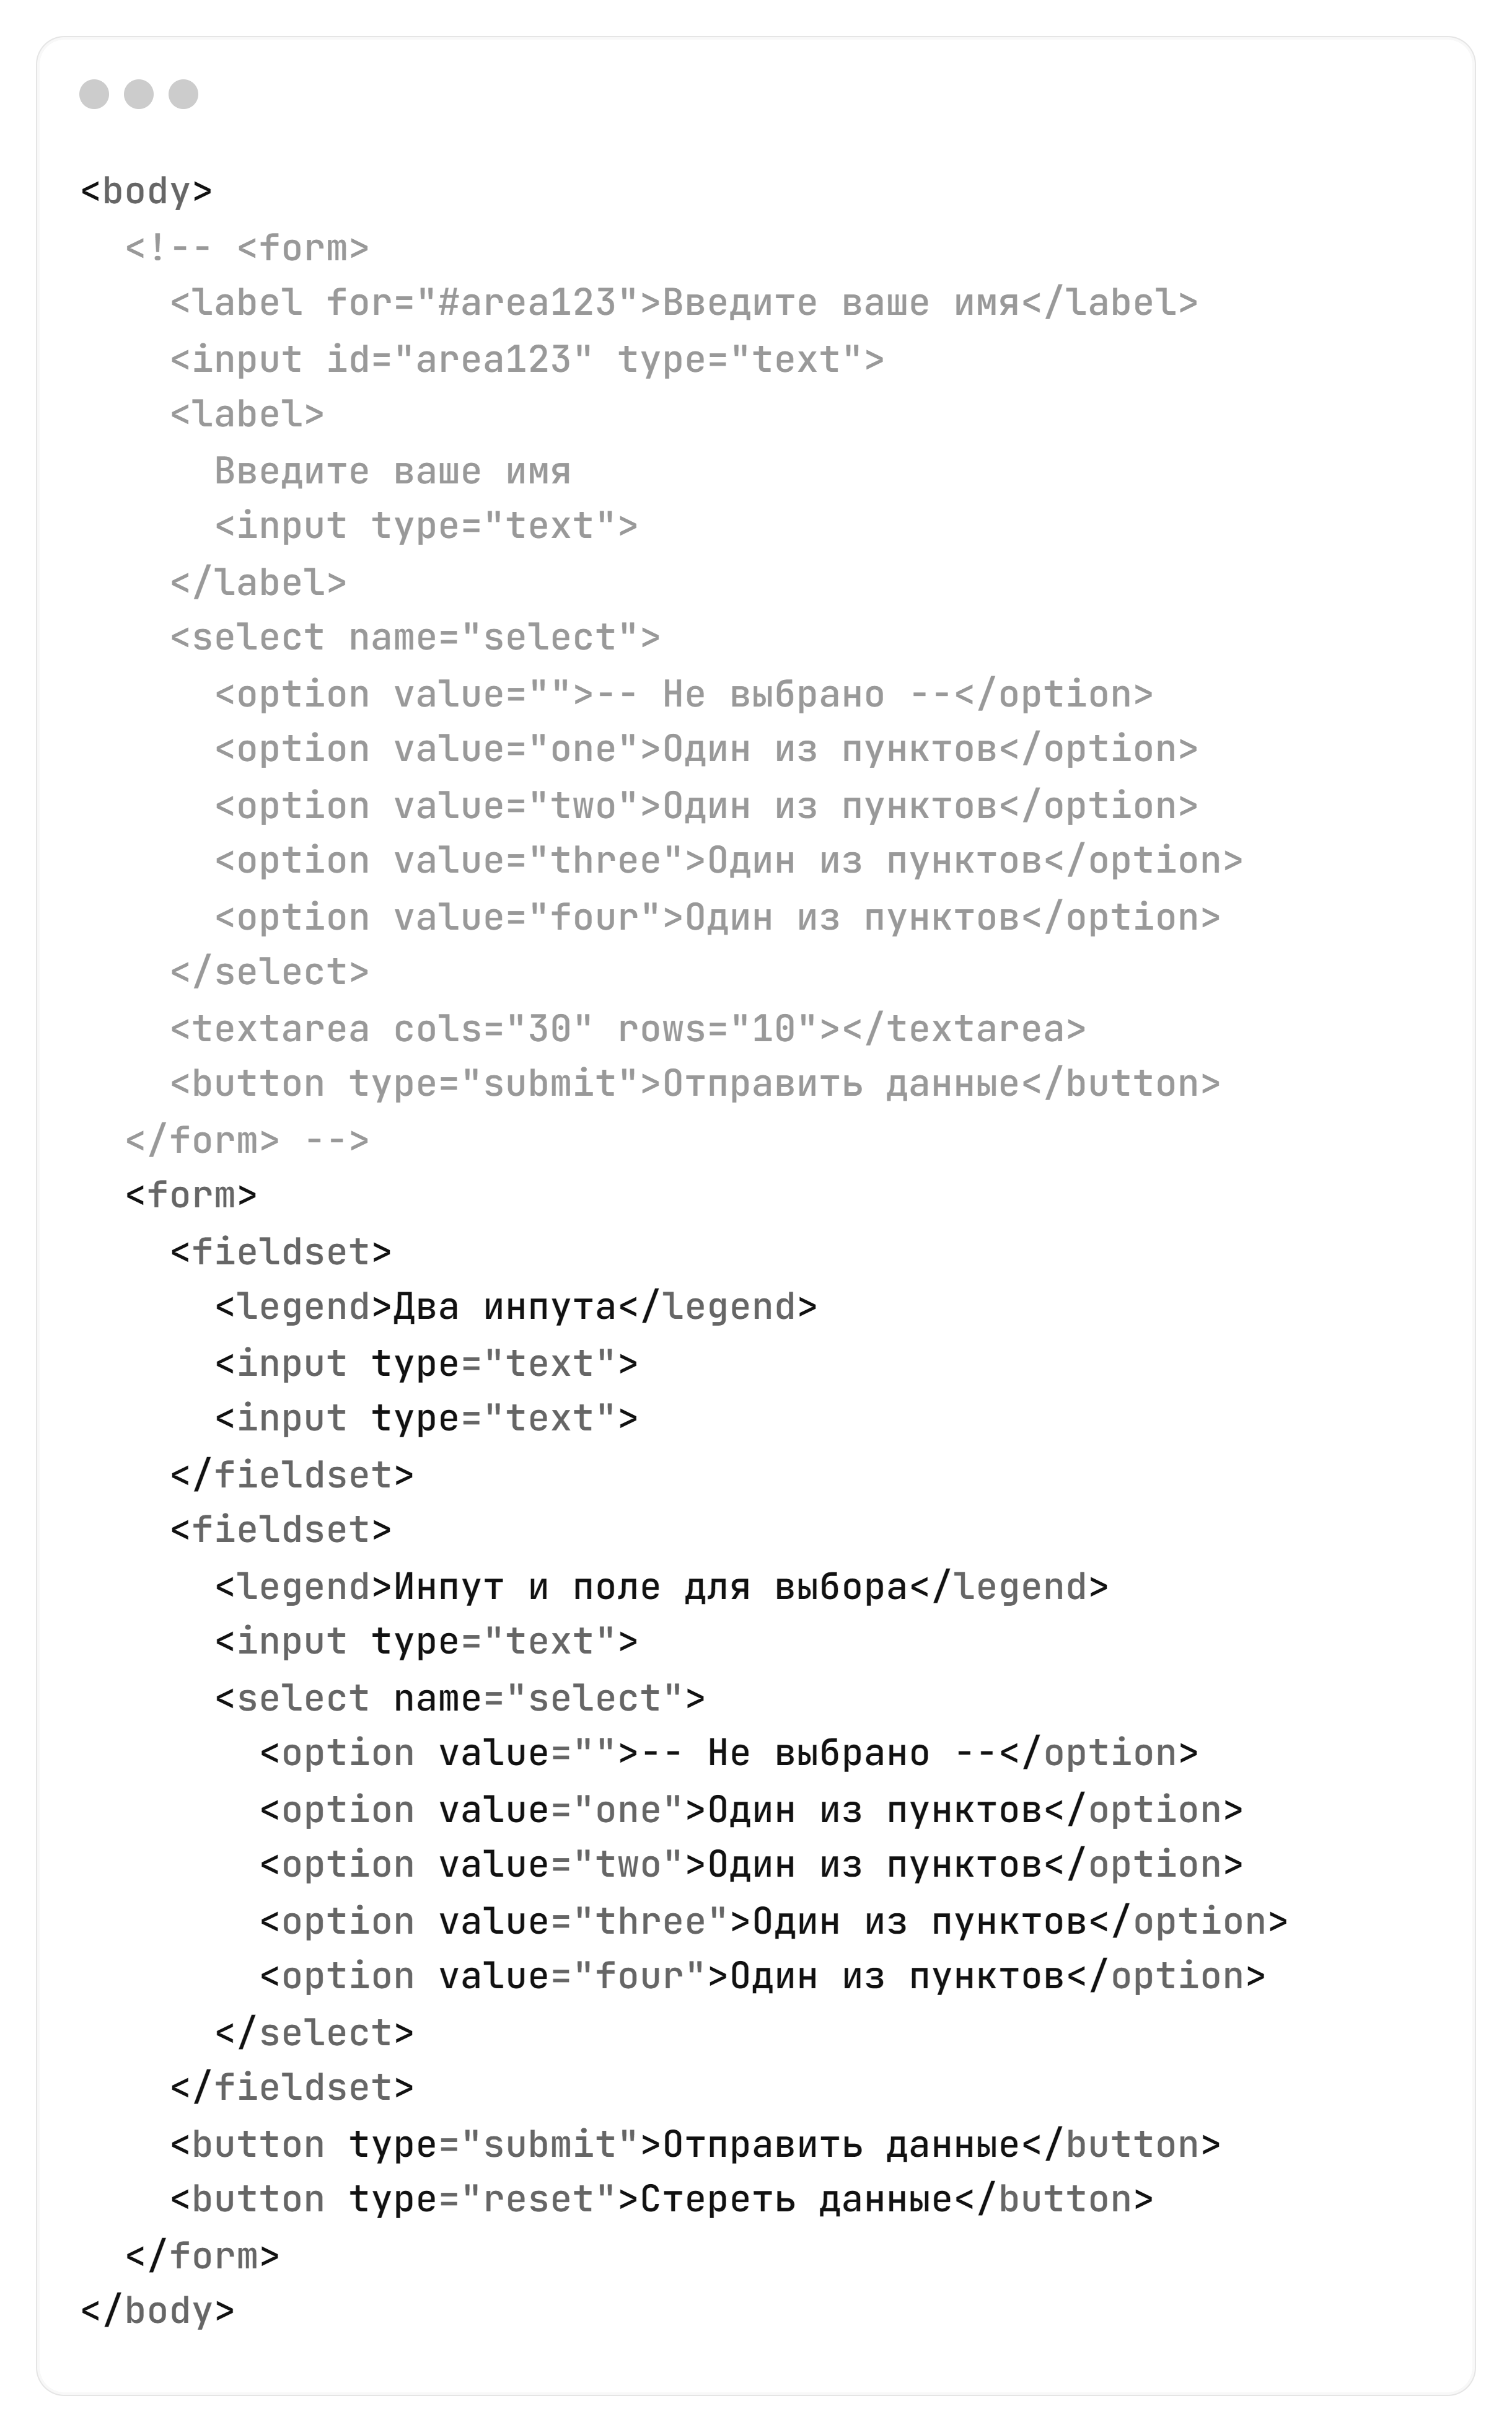 <body>
  <!-- <form>
    <label for="#area123">Введите ваше имя</label>
    <input id="area123" type="text">
    <label>
      Введите ваше имя
      <input type="text">
    </label>
    <select name="select">
      <option value="">-- Не выбрано --</option>
      <option value="one">Один из пунктов</option>
      <option value="two">Один из пунктов</option>
      <option value="three">Один из пунктов</option>
      <option value="four">Один из пунктов</option>
    </select>
    <textarea cols="30" rows="10"></textarea>
    <button type="submit">Отправить данные</button>
  </form> -->
  <form>
    <fieldset>
      <legend>Два инпута</legend>
      <input type="text">
      <input type="text">
    </fieldset>
    <fieldset>
      <legend>Инпут и поле для выбора</legend>
      <input type="text">
      <select name="select">
        <option value="">-- Не выбрано --</option>
        <option value="one">Один из пунктов</option>
        <option value="two">Один из пунктов</option>
        <option value="three">Один из пунктов</option>
        <option value="four">Один из пунктов</option>
      </select>
    </fieldset>
    <button type="submit">Отправить данные</button>
    <button type="reset">Стереть данные</button>
  </form>
</body>